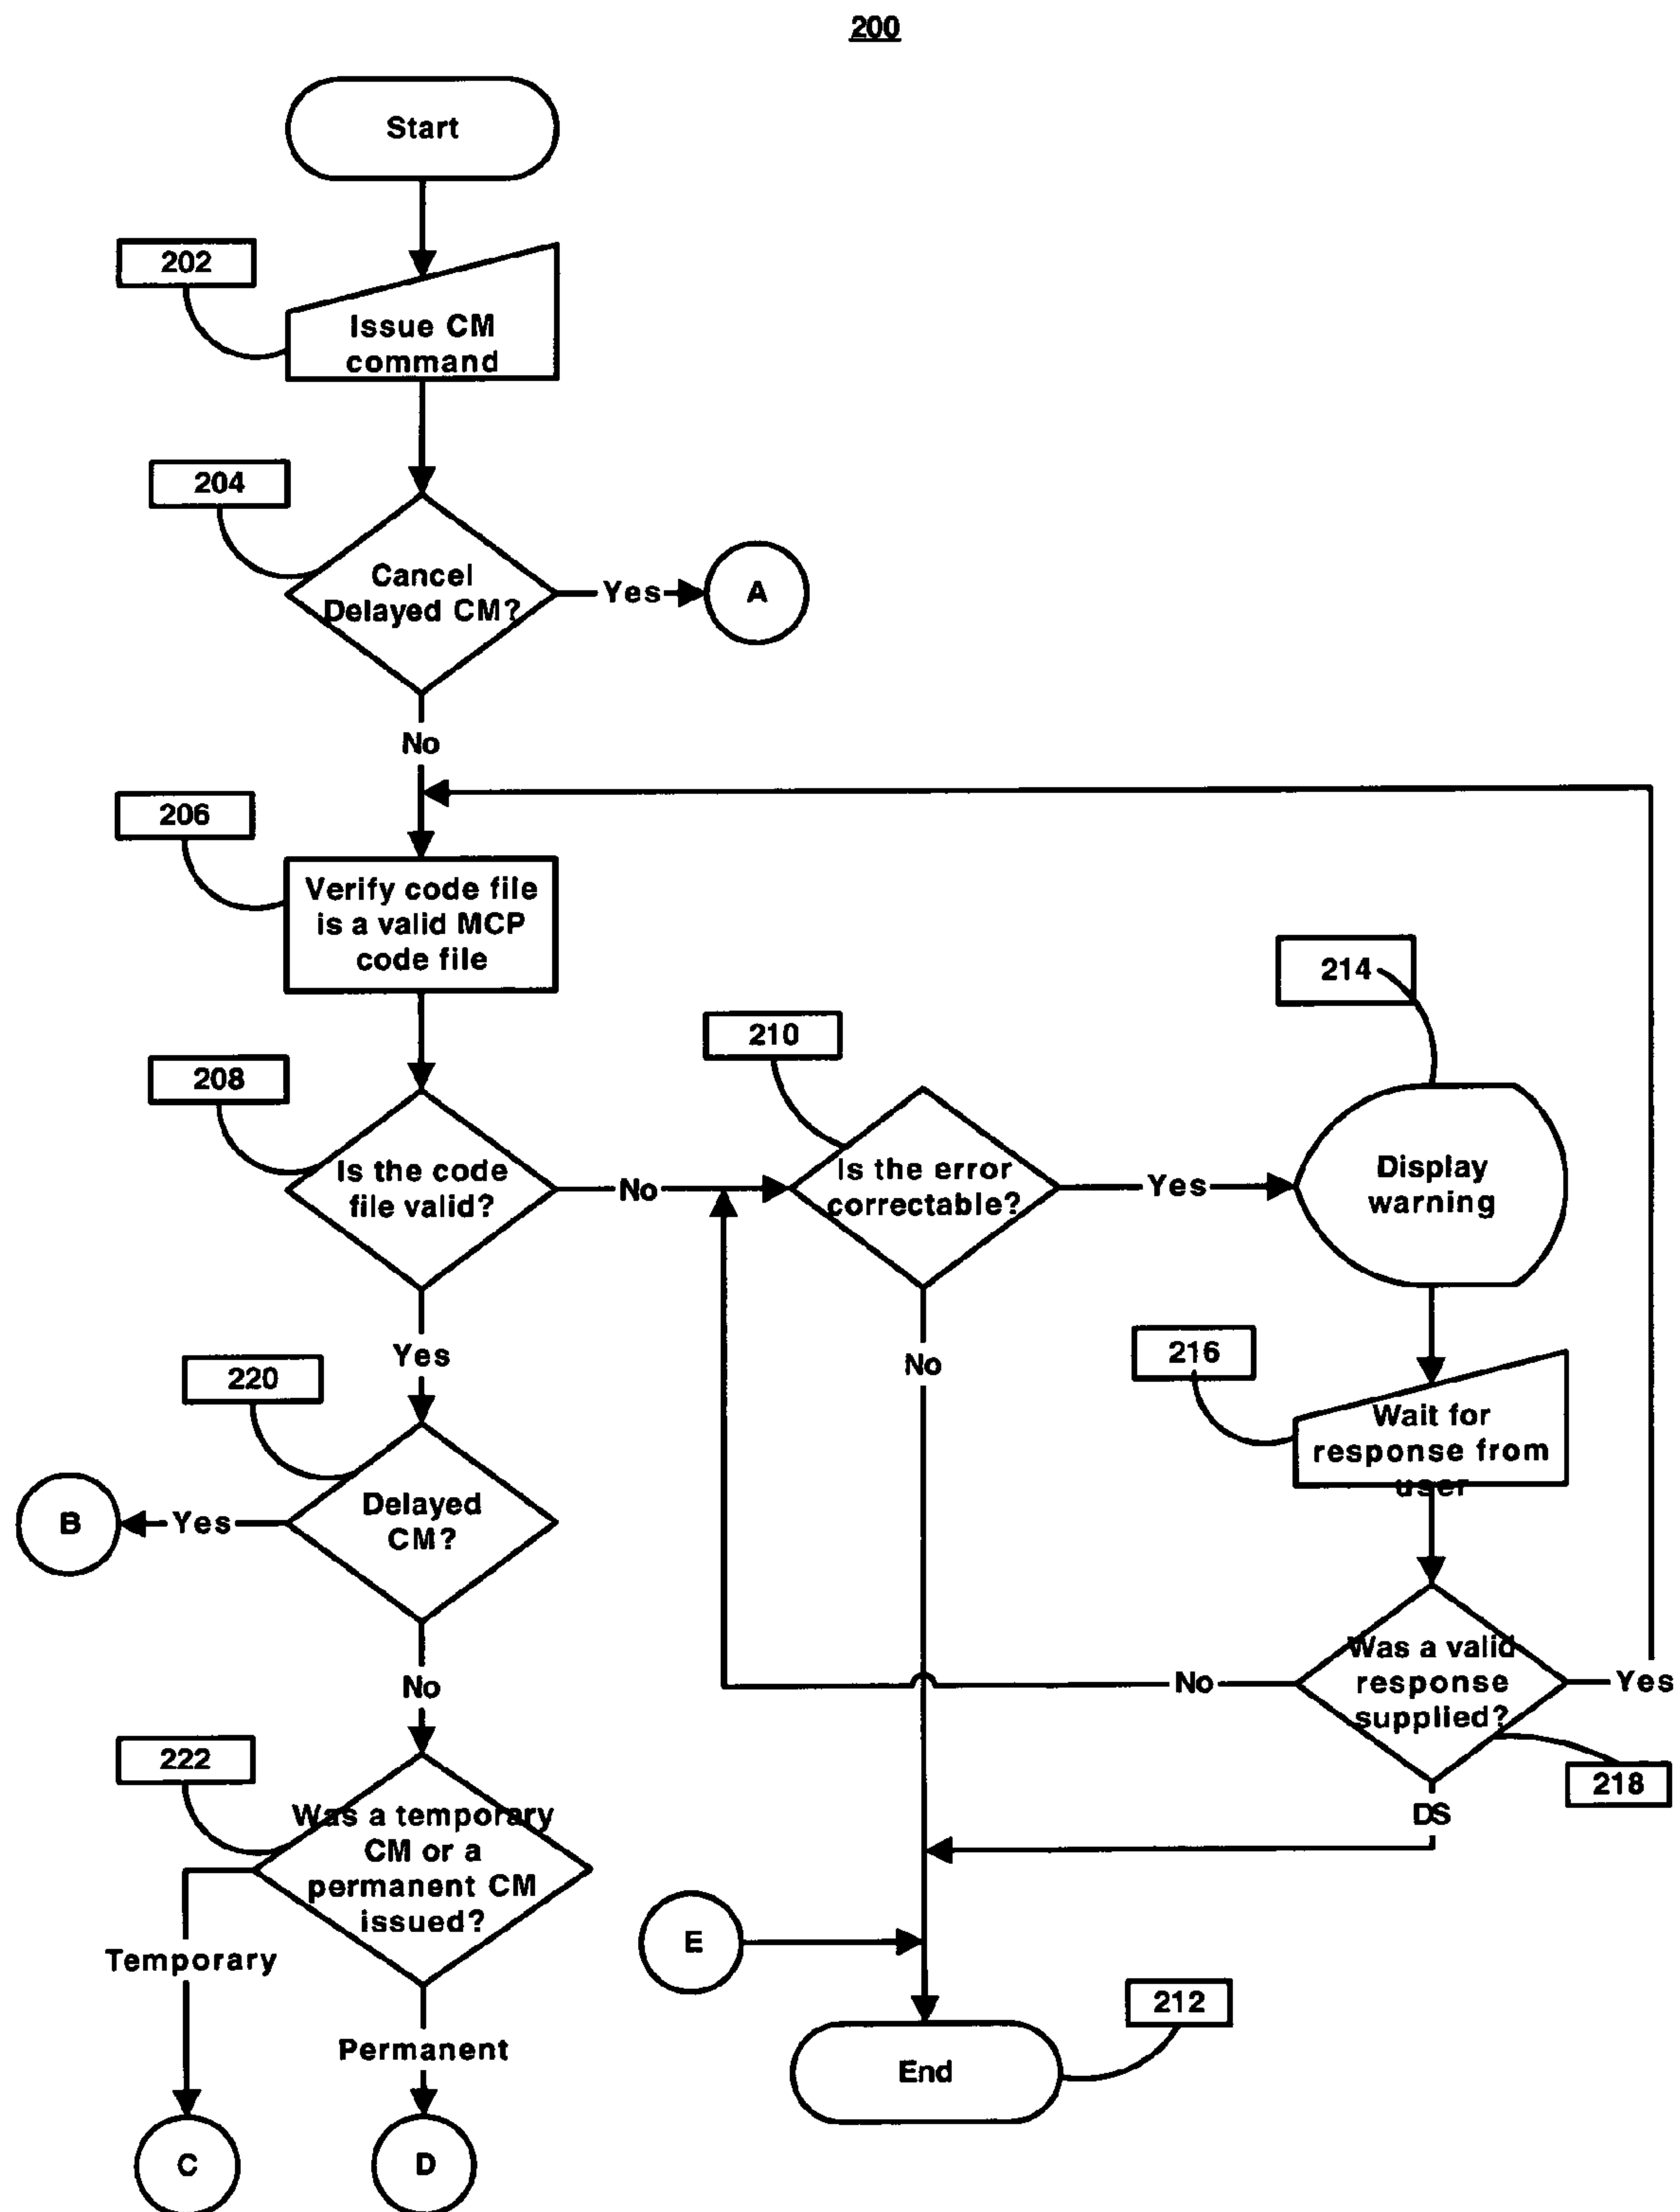 200
Start
202
Issue CM
command
204
Cancel
Delayed CM?
Yes
A
No
206
Verify code file
is a valid MCP
code file
214
210
208
Is the code
file valid?
No
Is the error
correctable?
Yes
Display
warning
Yes
No
216
220
Wait for
response from
user
B
Yes
Delayed
CM?
No
No
Was a valid
response
supplied?
Yes
222
218
DS
Was a temporary
CM or a
permanent CM
issued?
E
Temporary
212
Permanent
End
C
D